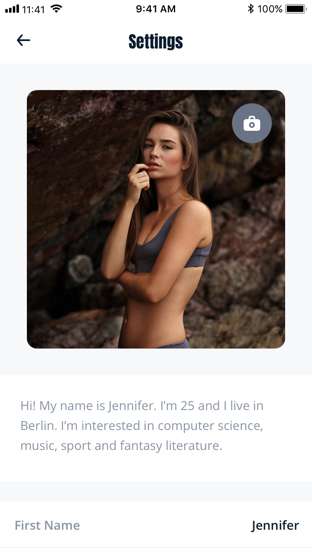 11:41 9:41 AM 100%
Settings
Hi! My name is Jennifer. I'm 25 and I live in
Berlin. I'm interested in computer science,
music, sport and fantasy literature.
First Name Jennifer